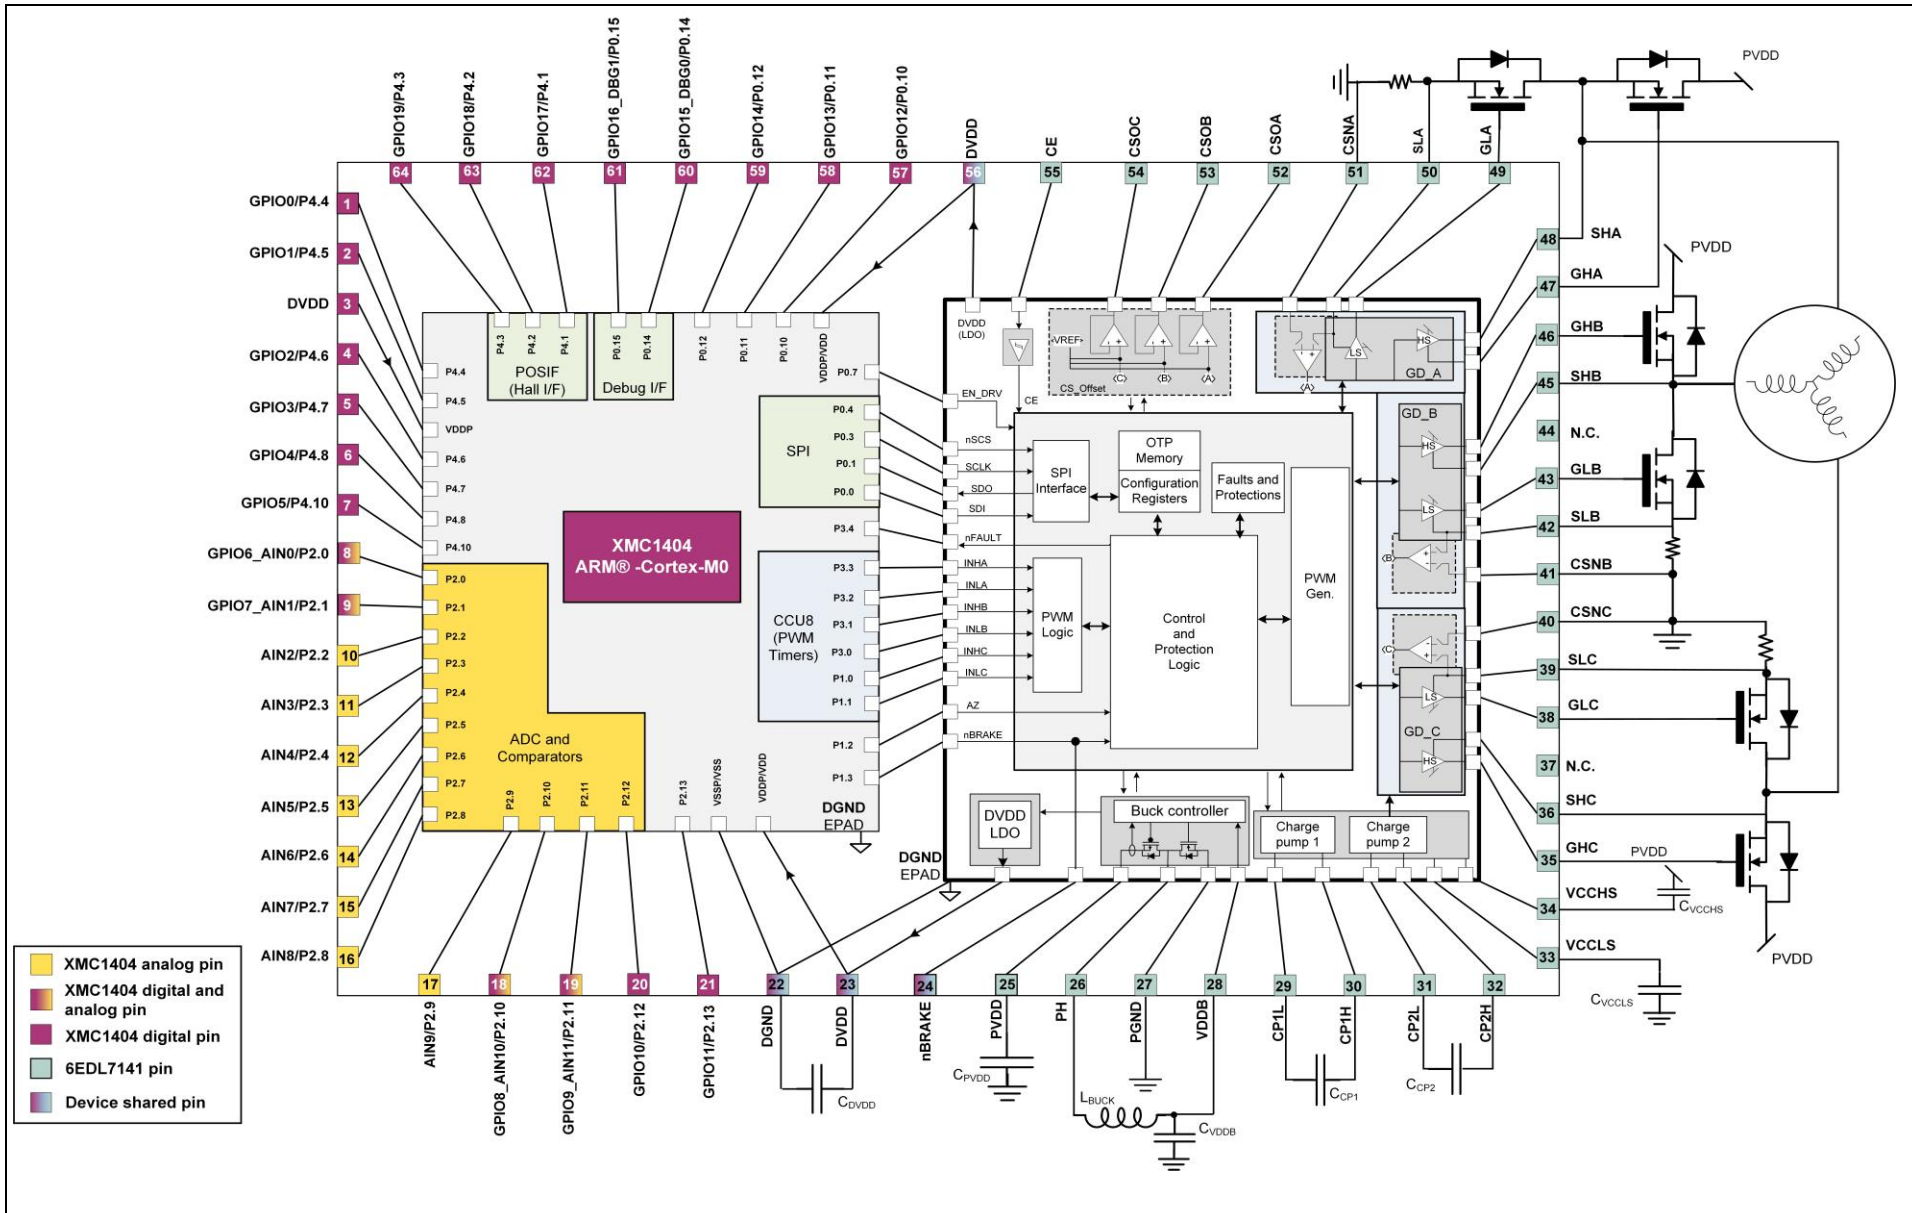 GPIO19/P4.3
GPIO18/P4.2
GPIO17/P4.1
GPIO16_DBG1/P0.15
GPIO15_DBG0/P0.14
GPIO14/P0.12
GPIO13/P0.11
GPIO12/P0.10
DVDD
CE
CSOC
CSOB
CSOA
CSNA
SLA
GLA
PVDD
64
63
62
61
60
59
58
57
56
55
54
53
52
51
50
49
GPIO0/P4.4
1
GPIO1/P4.5
2
DVDD
3
GPIO2/P4.6
4
GPIO3/P4.7
5
GPIO4/P4.8
6
GPIO5/P4.10
7
GPIO6_AIN0/P2.0
8
GPIO7_AIN1/P2.1
9
AIN2/P2.2
10
AIN3/P2.3
11
AIN4/P2.4
12
AIN5/P2.5
13
AIN6/P2.6
14
AIN7/P2.7
15
AIN8/P2.8
16
P4.3
P4.2
P4.1
POSIF
(Hall I/F)
P0.15
P0.14
Debug I/F
P0.12
P0.11
P0.10
VDDP/VDD
P4.4
P4.5
VDDP
P4.6
P4.7
P4.8
P4.10
P2.0
P2.1
P2.2
P2.3
P2.4
P2.5
P2.6
P2.7
P2.8
P2.9
P2.10
P2.11
P2.12
P2.13
VSSP/VSS
VDDP/VDD
ADC and
Comparators
XMC1404
ARM® -Cortex-M0
P0.7
SPI
P0.4
P0.3
P0.1
P0.0
P3.4
CCU8
(PWM
Timers)
P3.3
P3.2
P3.1
P3.0
P1.0
P1.1
P1.2
P1.3
DGND
EPAD
DVDD
(LDO)
CE
EN_DRV
nSCS
SCLK
SDO
SDI
nFAULT
INHA
INLA
INHB
INLB
INHC
INLC
AZ
nBRAKE
<VREF>
CS_Offset
<C>
<B>
<A>
<A>
LS
HS
GD_A
GD_B
HS
LS
<B>
<C>
LS
GD_C
HS
SPI
Interface
OTP
Memory
Configuration
Registers
Faults and
Protections
PWM
Logic
Control
and
Protection
Logic
PWM
Gen.
DVDD
LDO
Buck controller
Charge
pump 1
Charge
pump 2
DGND
EPAD
48
SHA
47
GHA
46
GHB
45
SHB
44
N.C.
43
GLB
42
SLB
41
CSNB
40
CSNC
39
SLC
38
GLC
37
N.C.
36
SHC
35
GHC
34
VCCHS
33
VCCLS
PVDD
PVDD
CVCCHS
PVDD
CVCCLS
17
18
19
20
21
22
23
24
25
26
27
28
29
30
31
32
AIN9/P2.9
GPIO8_AIN10/P2.10
GPIO9_AIN11/P2.11
GPIO10/P2.12
GPIO11/P2.13
DGND
DVDD
nBRAKE
PVDD
PH
PGND
VDDB
CP1L
CP1H
CP2L
CP2H
CDVDD
CPVDD
LBUCK
CVDDB
CCP1
CCP2
XMC1404 analog pin
XMC1404 digital and
analog pin
XMC1404 digital pin
6EDL7141 pin
Device shared pin